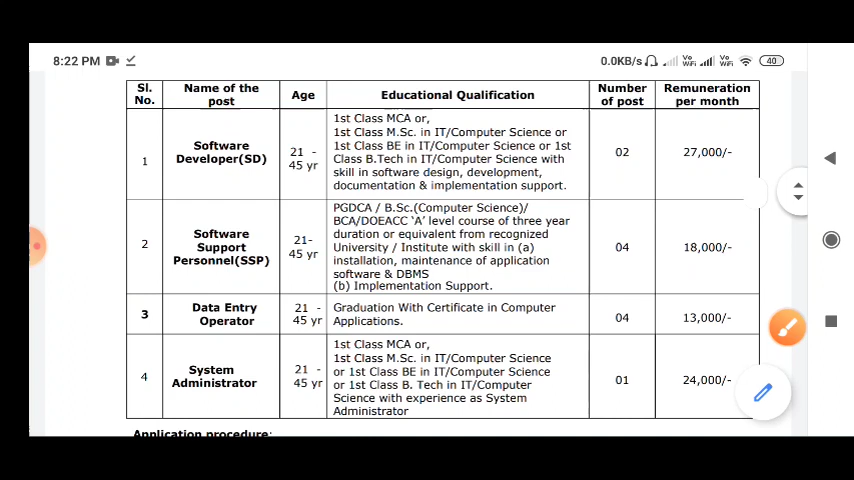 8:22 PM
0.0KB/s Vo WiFi Vo WiFi 40
Sl. No. Name of the post Age Educational Qualification Number of post Remuneration per month
1 Software Developer(SD) 21 - 45 yr
1st Class MCA or,
1st Class M.Sc. in IT/Computer Science or
1st Class BE in IT/Computer Science or 1st
Class B.Tech in IT/Computer Science with
skill in software design, development,
documentation & implementation support.
02 27,000/-
2 Software Support Personnel(SSP) 21- 45 yr
PGDCA / B.Sc.(Computer Science)/
BCA/DOEACC ‘A’ level course of three year
duration or equivalent from recognized
University / Institute with skill in (a)
installation, maintenance of application
software & DBMS
(b) Implementation Support.
04 18,000/-
3 Data Entry Operator 21 - 45 yr
Graduation With Certificate in Computer
Applications.
04 13,000/-
4 System Administrator 21 - 45 yr
1st Class MCA or,
1st Class M.Sc. in IT/Computer Science
or 1st Class BE in IT/Computer Science
or 1st Class B. Tech in IT/Computer
Science with experience as System
Administrator
01 24,000/-
Application procedure: